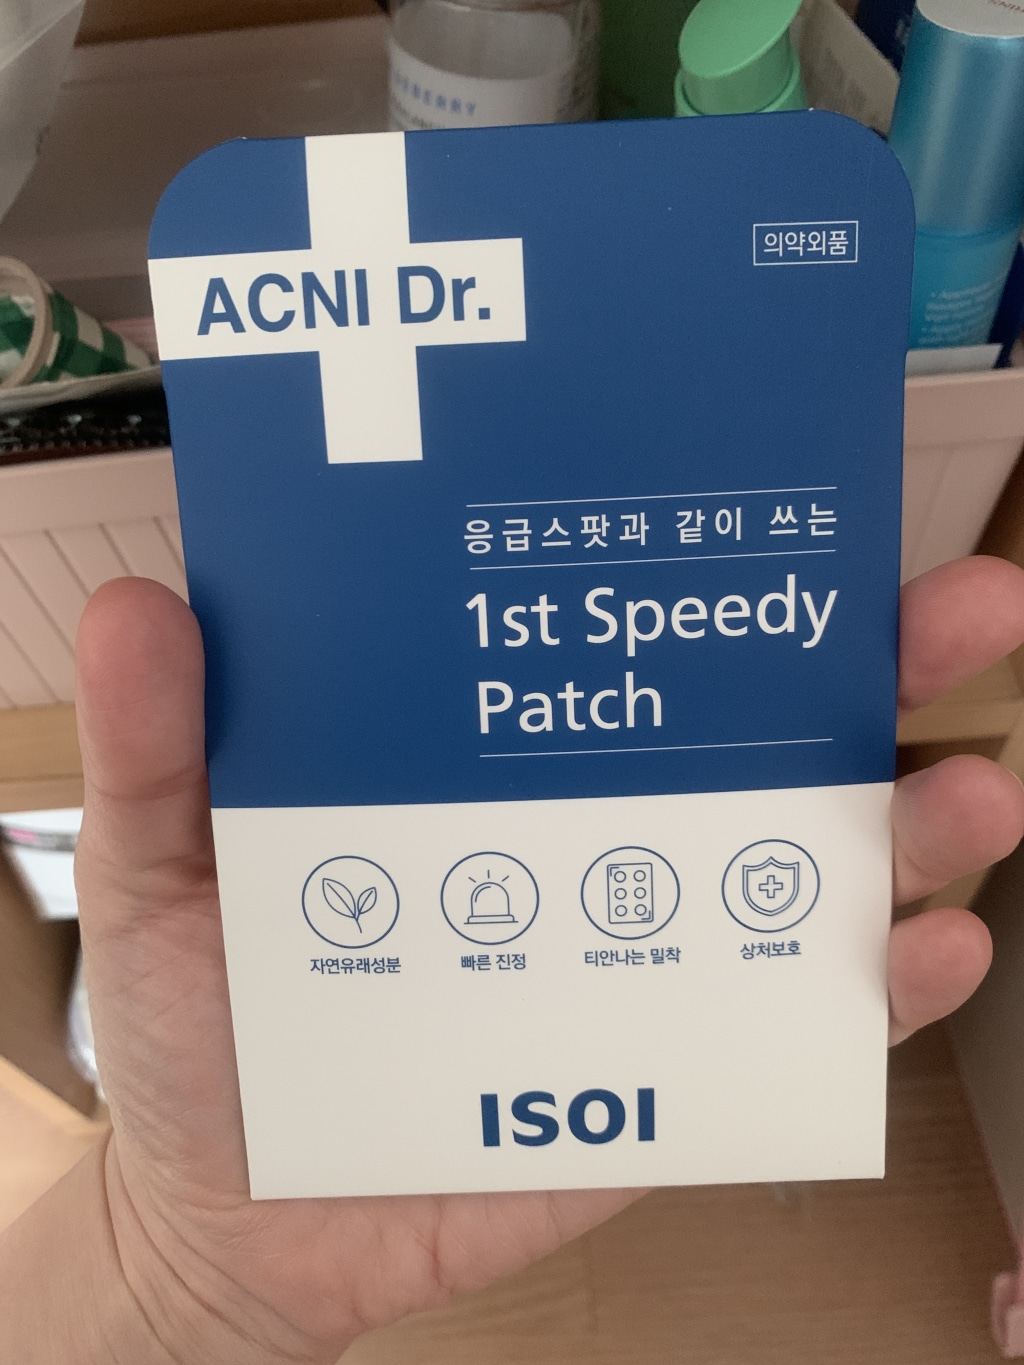 ACNI Dr.
의약외품
응급스팟과 같이 쓰는
1st Speedy
Patch
자연유래성분
빠른 진정
티안나는 밀착
상처보호
ISOI